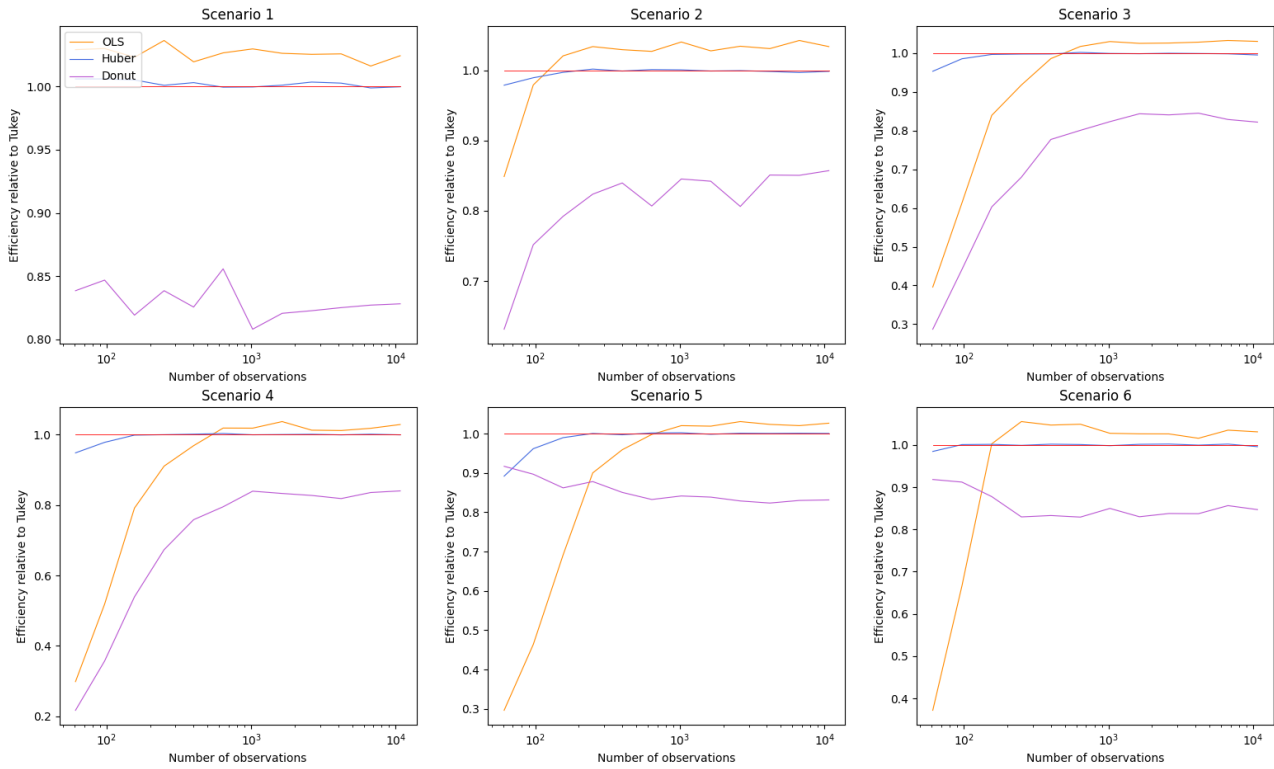 Scenario 1
OLS
Huber
Donut
Efficiency relative to Tukey
1.00
0.95
0.90
0.85
0.80
10²
10³
10⁴
Number of observations
Scenario 2
Efficiency relative to Tukey
1.0
0.9
0.8
0.7
10²
10³
10⁴
Number of observations
Scenario 3
Efficiency relative to Tukey
1.0
0.9
0.8
0.7
0.6
0.5
0.4
0.3
10²
10³
10⁴
Number of observations
Scenario 4
Efficiency relative to Tukey
1.0
0.8
0.6
0.4
0.2
10²
10³
10⁴
Number of observations
Scenario 5
Efficiency relative to Tukey
1.0
0.9
0.8
0.7
0.6
0.5
0.4
0.3
10²
10³
10⁴
Number of observations
Scenario 6
Efficiency relative to Tukey
1.0
0.9
0.8
0.7
0.6
0.5
0.4
10²
10³
10⁴
Number of observations